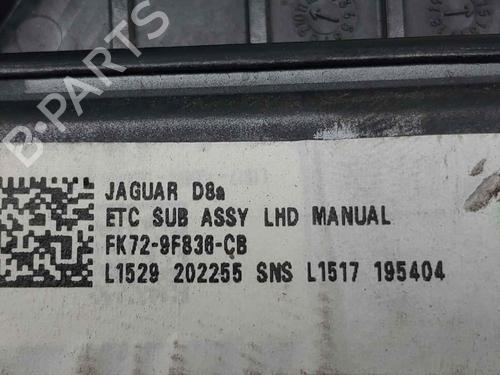 JAGUAR D8a
ETC SUB ASSY LHD MANUAL
FK72-9F836-CB
L1529 202255 SNS L1517 195404
B-PARTS